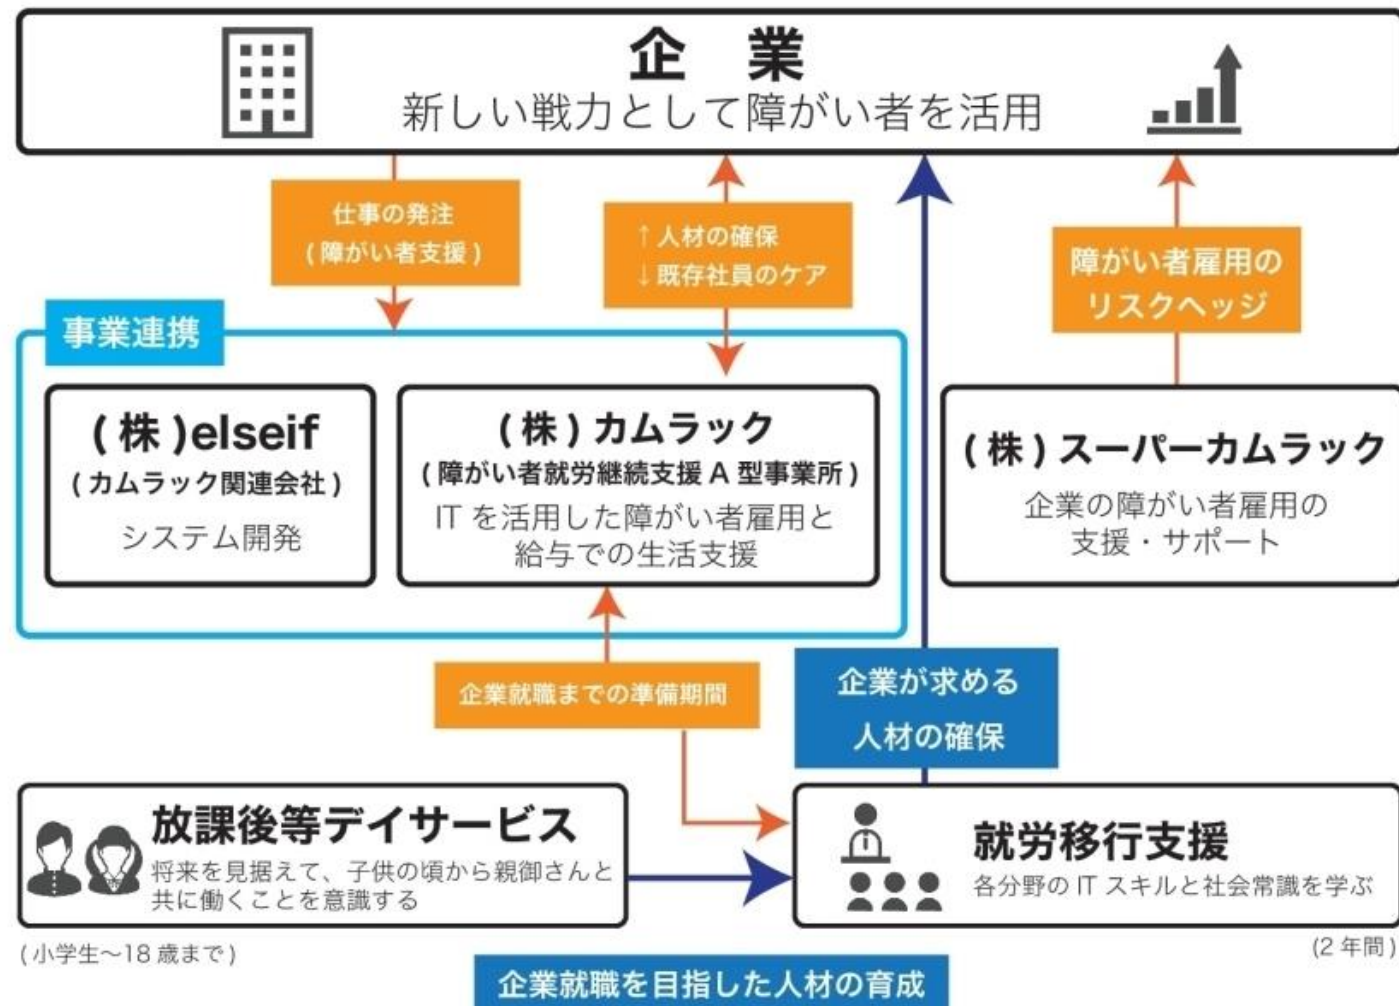 企 業
新しい戦力として障がい者を活用
仕事の発注
(障がい者支援)
↑人材の確保
↓既存社員のケア
障がい者雇用の
リスクヘッジ
事業連携
(株)elseif
(カムラック関連会社)
システム開発
(株)カムラック
(障がい者就労継続支援 A 型事業所)
IT を活用した障がい者雇用と
給与での生活支援
(株)スーパーカムラック
企業の障がい者雇用の
支援・サポート
企業就職までの準備期間
企業が求める
人材の確保
放課後等デイサービス
将来を見据えて、子供の頃から親御さんと
共に働くことを意識する
(小学生〜18 歳まで)
就労移行支援
各分野の IT スキルと社会常識を学ぶ
(2 年間)
企業就職を目指した人材の育成